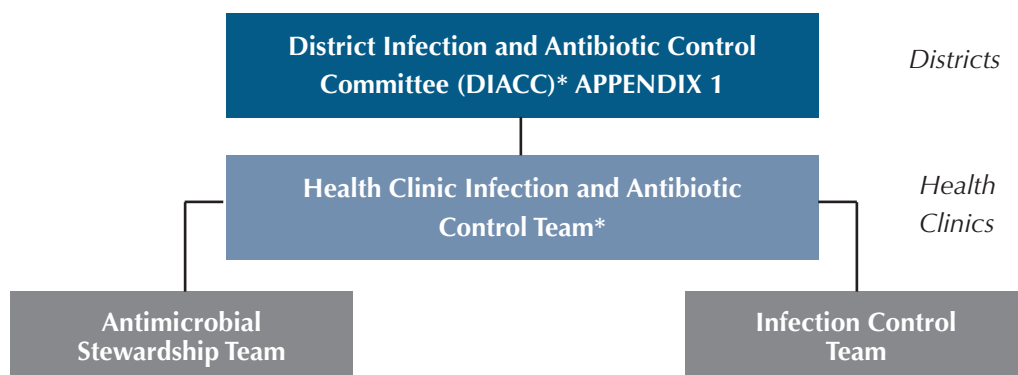 District Infection and Antibiotic Control
Committee (DIACC)* APPENDIX 1
Districts
Health Clinic Infection and Antibiotic
Control Team*
Health
Clinics
Antimicrobial
Stewardship Team
Infection Control
Team